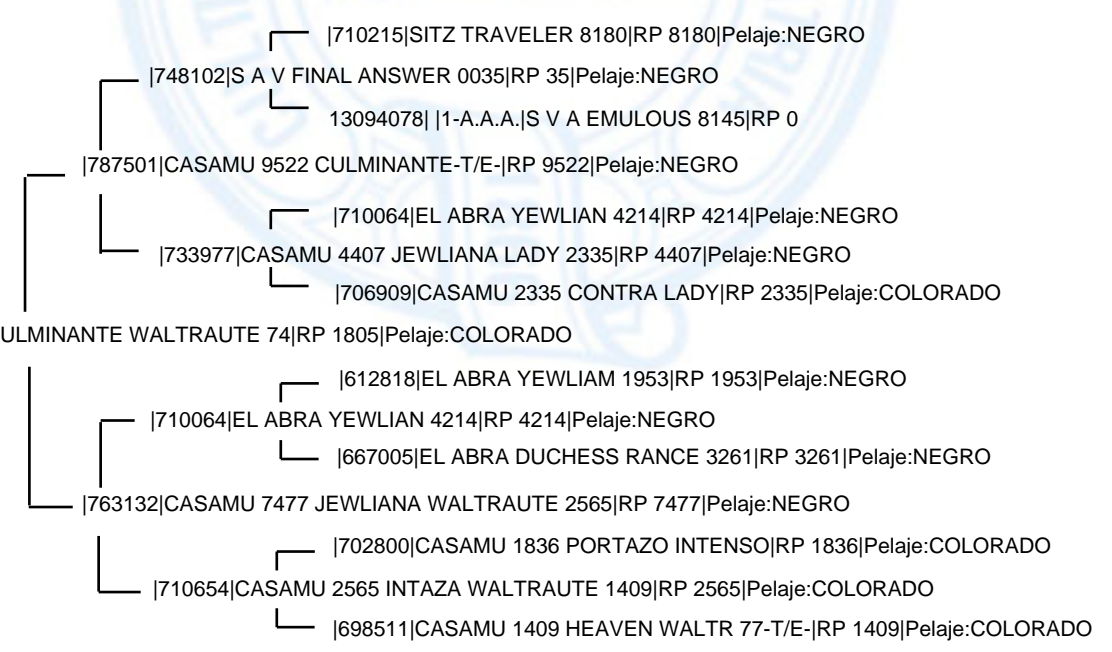 |710215|SITZ TRAVELER 8180|RP 8180|Pelaje:NEGRO
|748102|S A V FINAL ANSWER 0035|RP 35|Pelaje:NEGRO
13094078| |1-A.A.A.|S V A EMULOUS 8145|RP 0
|787501|CASAMU 9522 CULMINANTE-T/E-|RP 9522|Pelaje:NEGRO
|710064|EL ABRA YEWLIAN 4214|RP 4214|Pelaje:NEGRO
|733977|CASAMU 4407 JEWLIANA LADY 2335|RP 4407|Pelaje:NEGRO
|706909|CASAMU 2335 CONTRA LADY|RP 2335|Pelaje:COLORADO
ULMINANTE WALTRAUTE 74|RP 1805|Pelaje:COLORADO
|612818|EL ABRA YEWLIAM 1953|RP 1953|Pelaje:NEGRO
|710064|EL ABRA YEWLIAN 4214|RP 4214|Pelaje:NEGRO
|667005|EL ABRA DUCHESS RANCE 3261|RP 3261|Pelaje:NEGRO
|763132|CASAMU 7477 JEWLIANA WALTRAUTE 2565|RP 7477|Pelaje:NEGRO
|702800|CASAMU 1836 PORTAZO INTENSO|RP 1836|Pelaje:COLORADO
|710654|CASAMU 2565 INTAZA WALTRAUTE 1409|RP 2565|Pelaje:COLORADO
|698511|CASAMU 1409 HEAVEN WALTR 77-T/E-|RP 1409|Pelaje:COLORADO